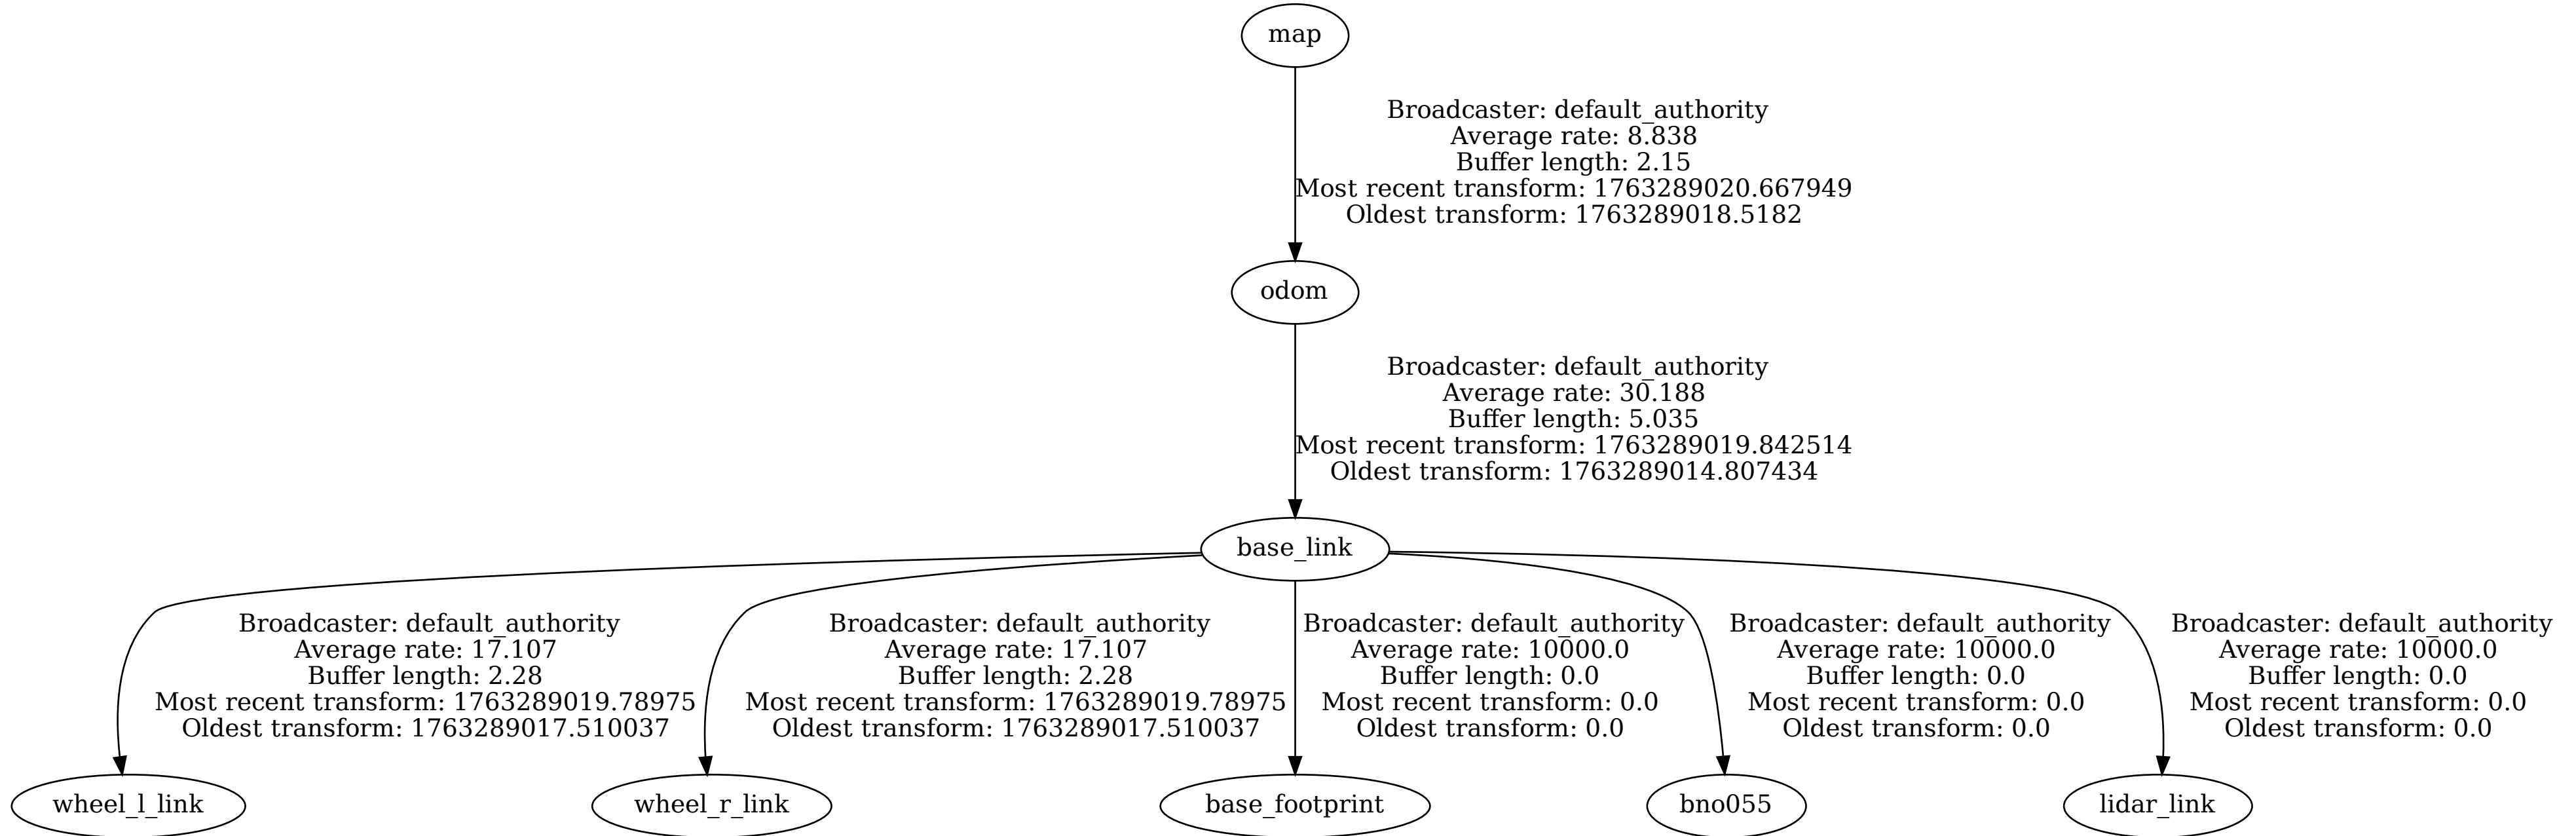 map
Broadcaster: default_authority
Average rate: 8.838
Buffer length: 2.15
Most recent transform: 1763289020.667949
Oldest transform: 1763289018.5182
odom
Broadcaster: default_authority
Average rate: 30.188
Buffer length: 5.035
Most recent transform: 1763289019.842514
Oldest transform: 1763289014.807434
base_link
Broadcaster: default_authority
Average rate: 17.107
Buffer length: 2.28
Most recent transform: 1763289019.78975
Oldest transform: 1763289017.510037
Broadcaster: default_authority
Average rate: 17.107
Buffer length: 2.28
Most recent transform: 1763289019.78975
Oldest transform: 1763289017.510037
Broadcaster: default_authority
Average rate: 10000.0
Buffer length: 0.0
Most recent transform: 0.0
Oldest transform: 0.0
Broadcaster: default_authority
Average rate: 10000.0
Buffer length: 0.0
Most recent transform: 0.0
Oldest transform: 0.0
Broadcaster: default_authority
Average rate: 10000.0
Buffer length: 0.0
Most recent transform: 0.0
Oldest transform: 0.0
wheel_l_link
wheel_r_link
base_footprint
bno055
lidar_link